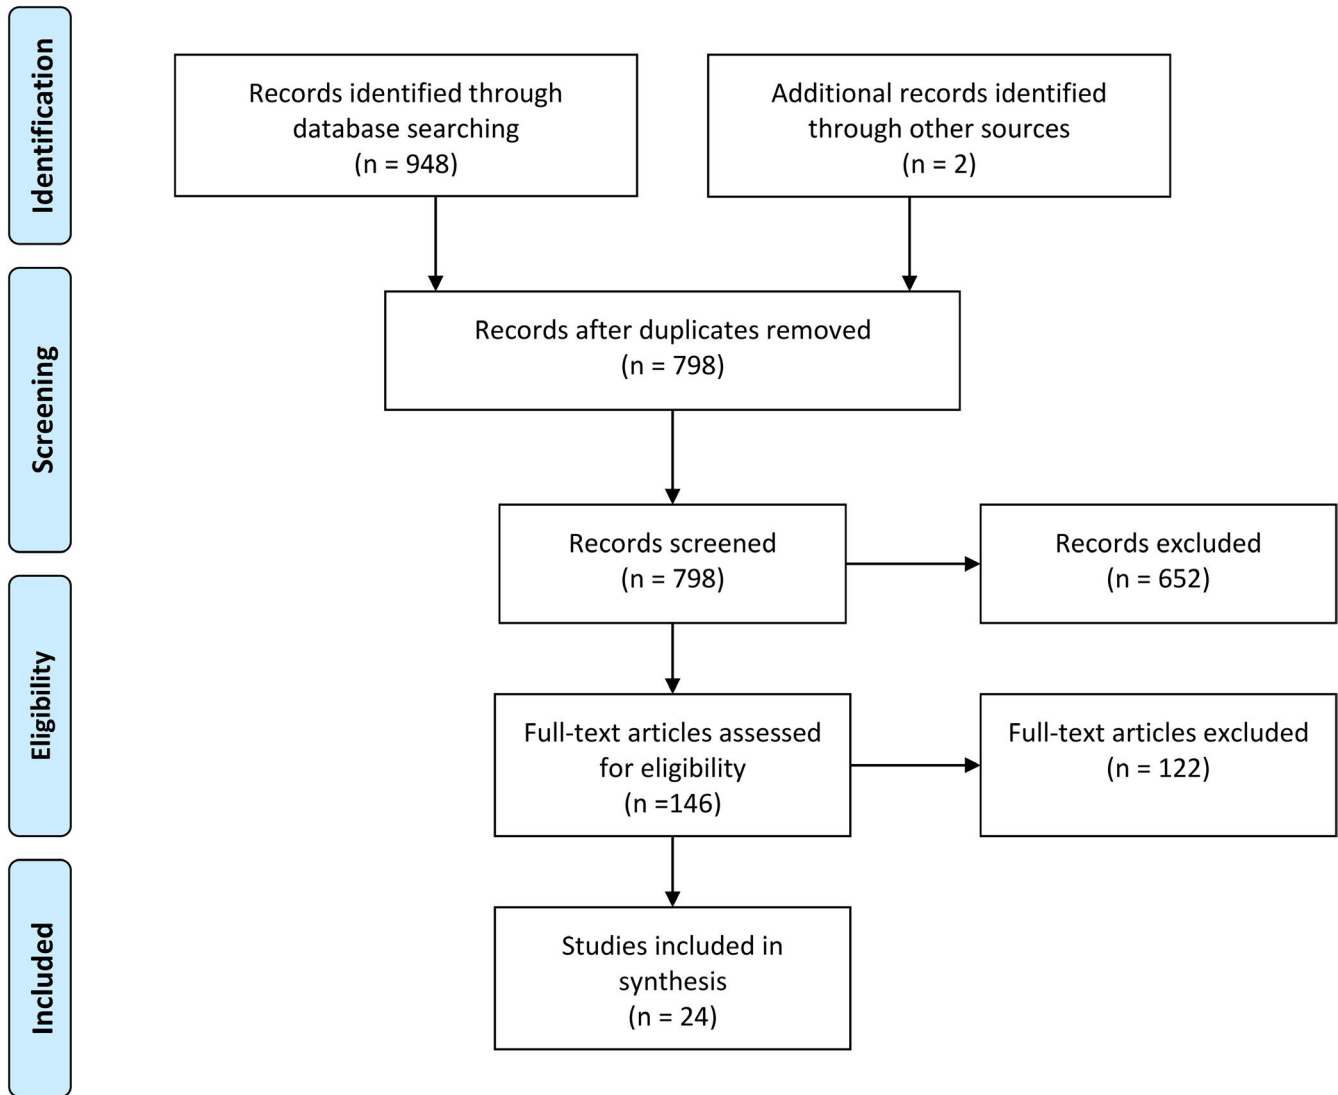 Identification
Records identified through
database searching
(n = 948)
Additional records identified
through other sources
(n = 2)
Screening
Records after duplicates removed
(n = 798)
Records screened
(n = 798)
Records excluded
(n = 652)
Eligibility
Full-text articles assessed
for eligibility
(n =146)
Full-text articles excluded
(n = 122)
Included
Studies included in
synthesis
(n = 24)